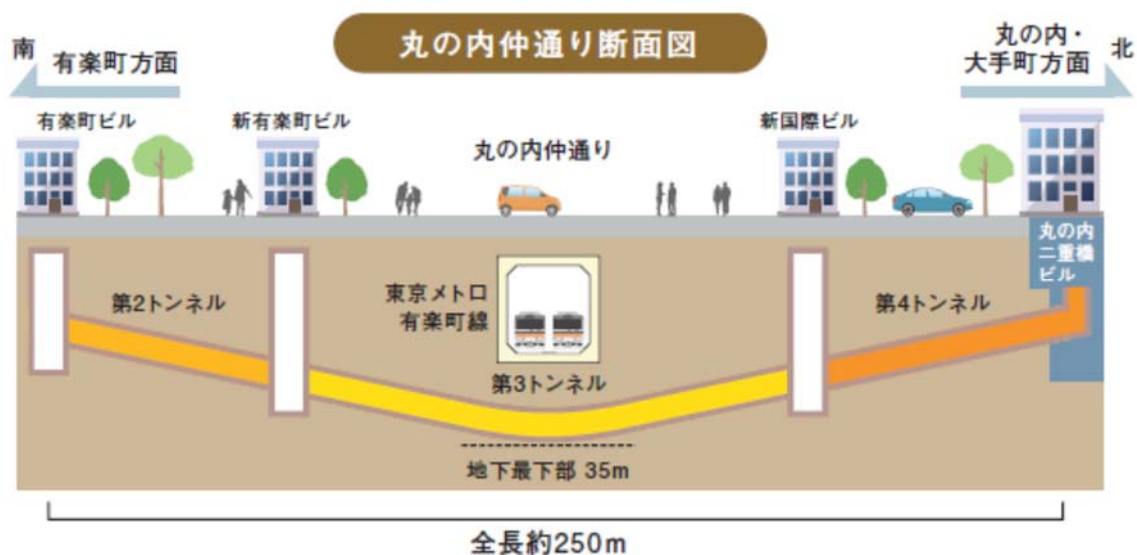 丸の内仲通り断面図
南
有楽町方面
丸の内・
大手町方面
北
有楽町ビル
新有楽町ビル
丸の内仲通り
新国際ビル
丸の内
二重橋
ビル
第2トンネル
東京メトロ
有楽町線
第4トンネル
第3トンネル
地下最下部 35m
全長約250m